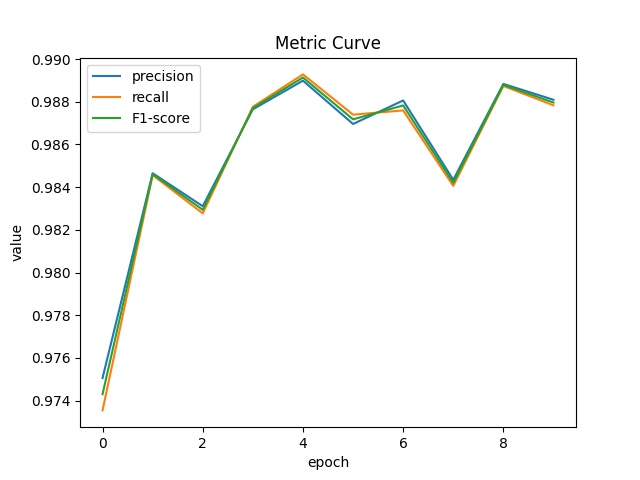 Metric Curve
precision
recall
F1-score
value
0.990
0.988
0.986
0.984
0.982
0.980
0.978
0.976
0.974
0 2 4 6 8
epoch